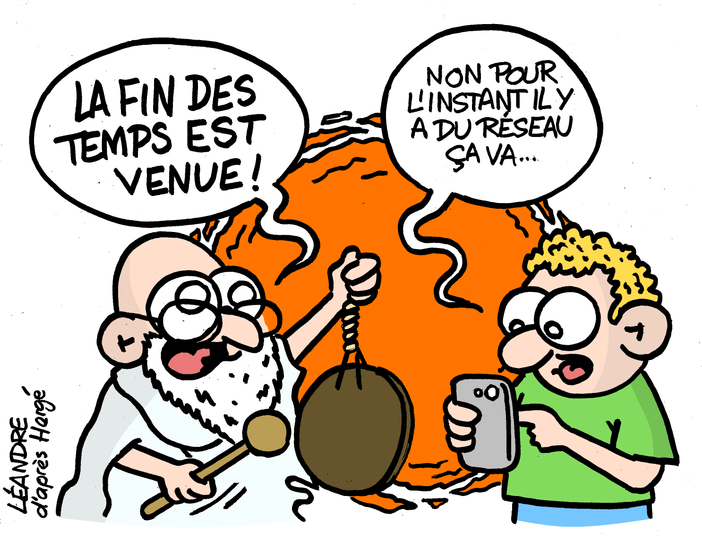 LA FIN DES
TEMPS EST
VENUE !
NON POUR
L'INSTANT IL Y
A DU RÉSEAU
ÇA VA...
LÉANDRE
d'après Hergé